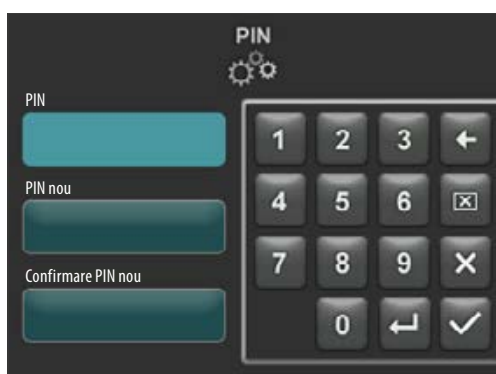 PIN
PIN
PIN nou
Confirmare PIN nou
1 2 3
4 5 6
7 8 9
0